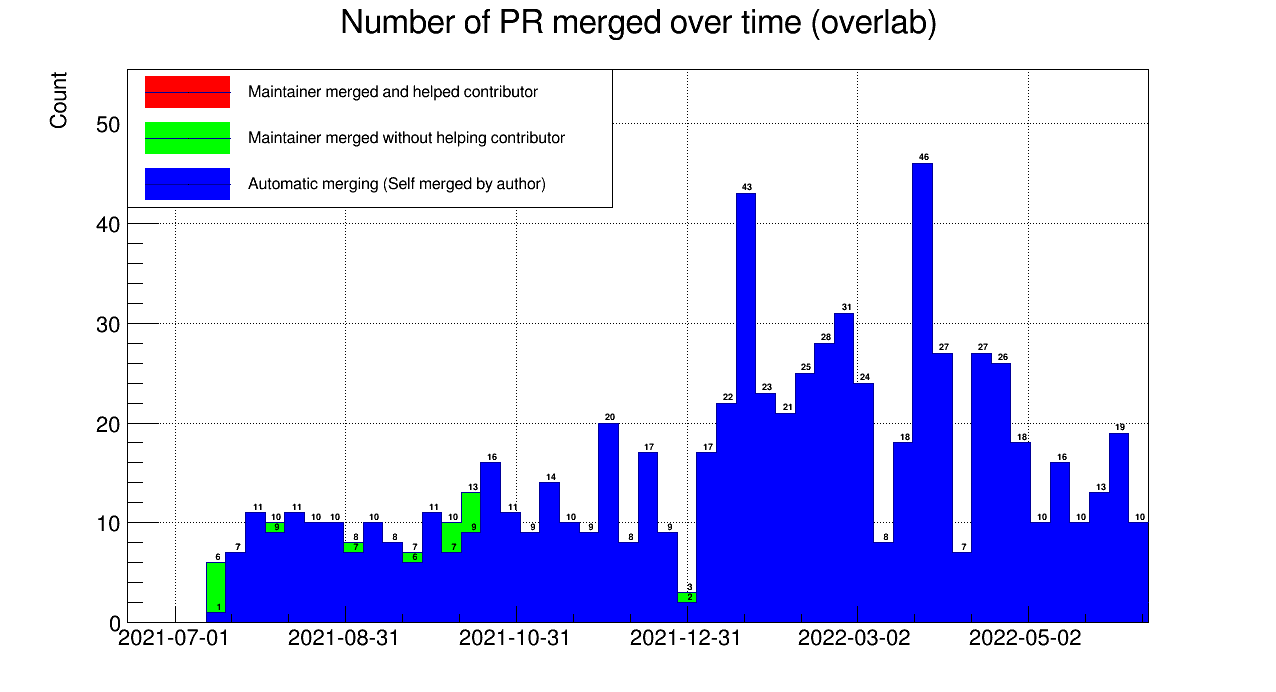 Number of PR merged over time (overlab)
Count
Maintainer merged and helped contributor
Maintainer merged without helping contributor
Automatic merging (Self merged by author)
50
40
30
20
10
0
6 1 7 11 10 9 11 10 10 8 7 10 8 7 6 11 10 7 13 9 16 11 9 14 10 9 20 8 17 9 3 2 17 22 43 23 21 25 28 31 24 8 18 46 27 7 27 26 18 10 16 10 13 19 10
2021-07-01 2021-08-31 2021-10-31 2021-12-31 2022-03-02 2022-05-02